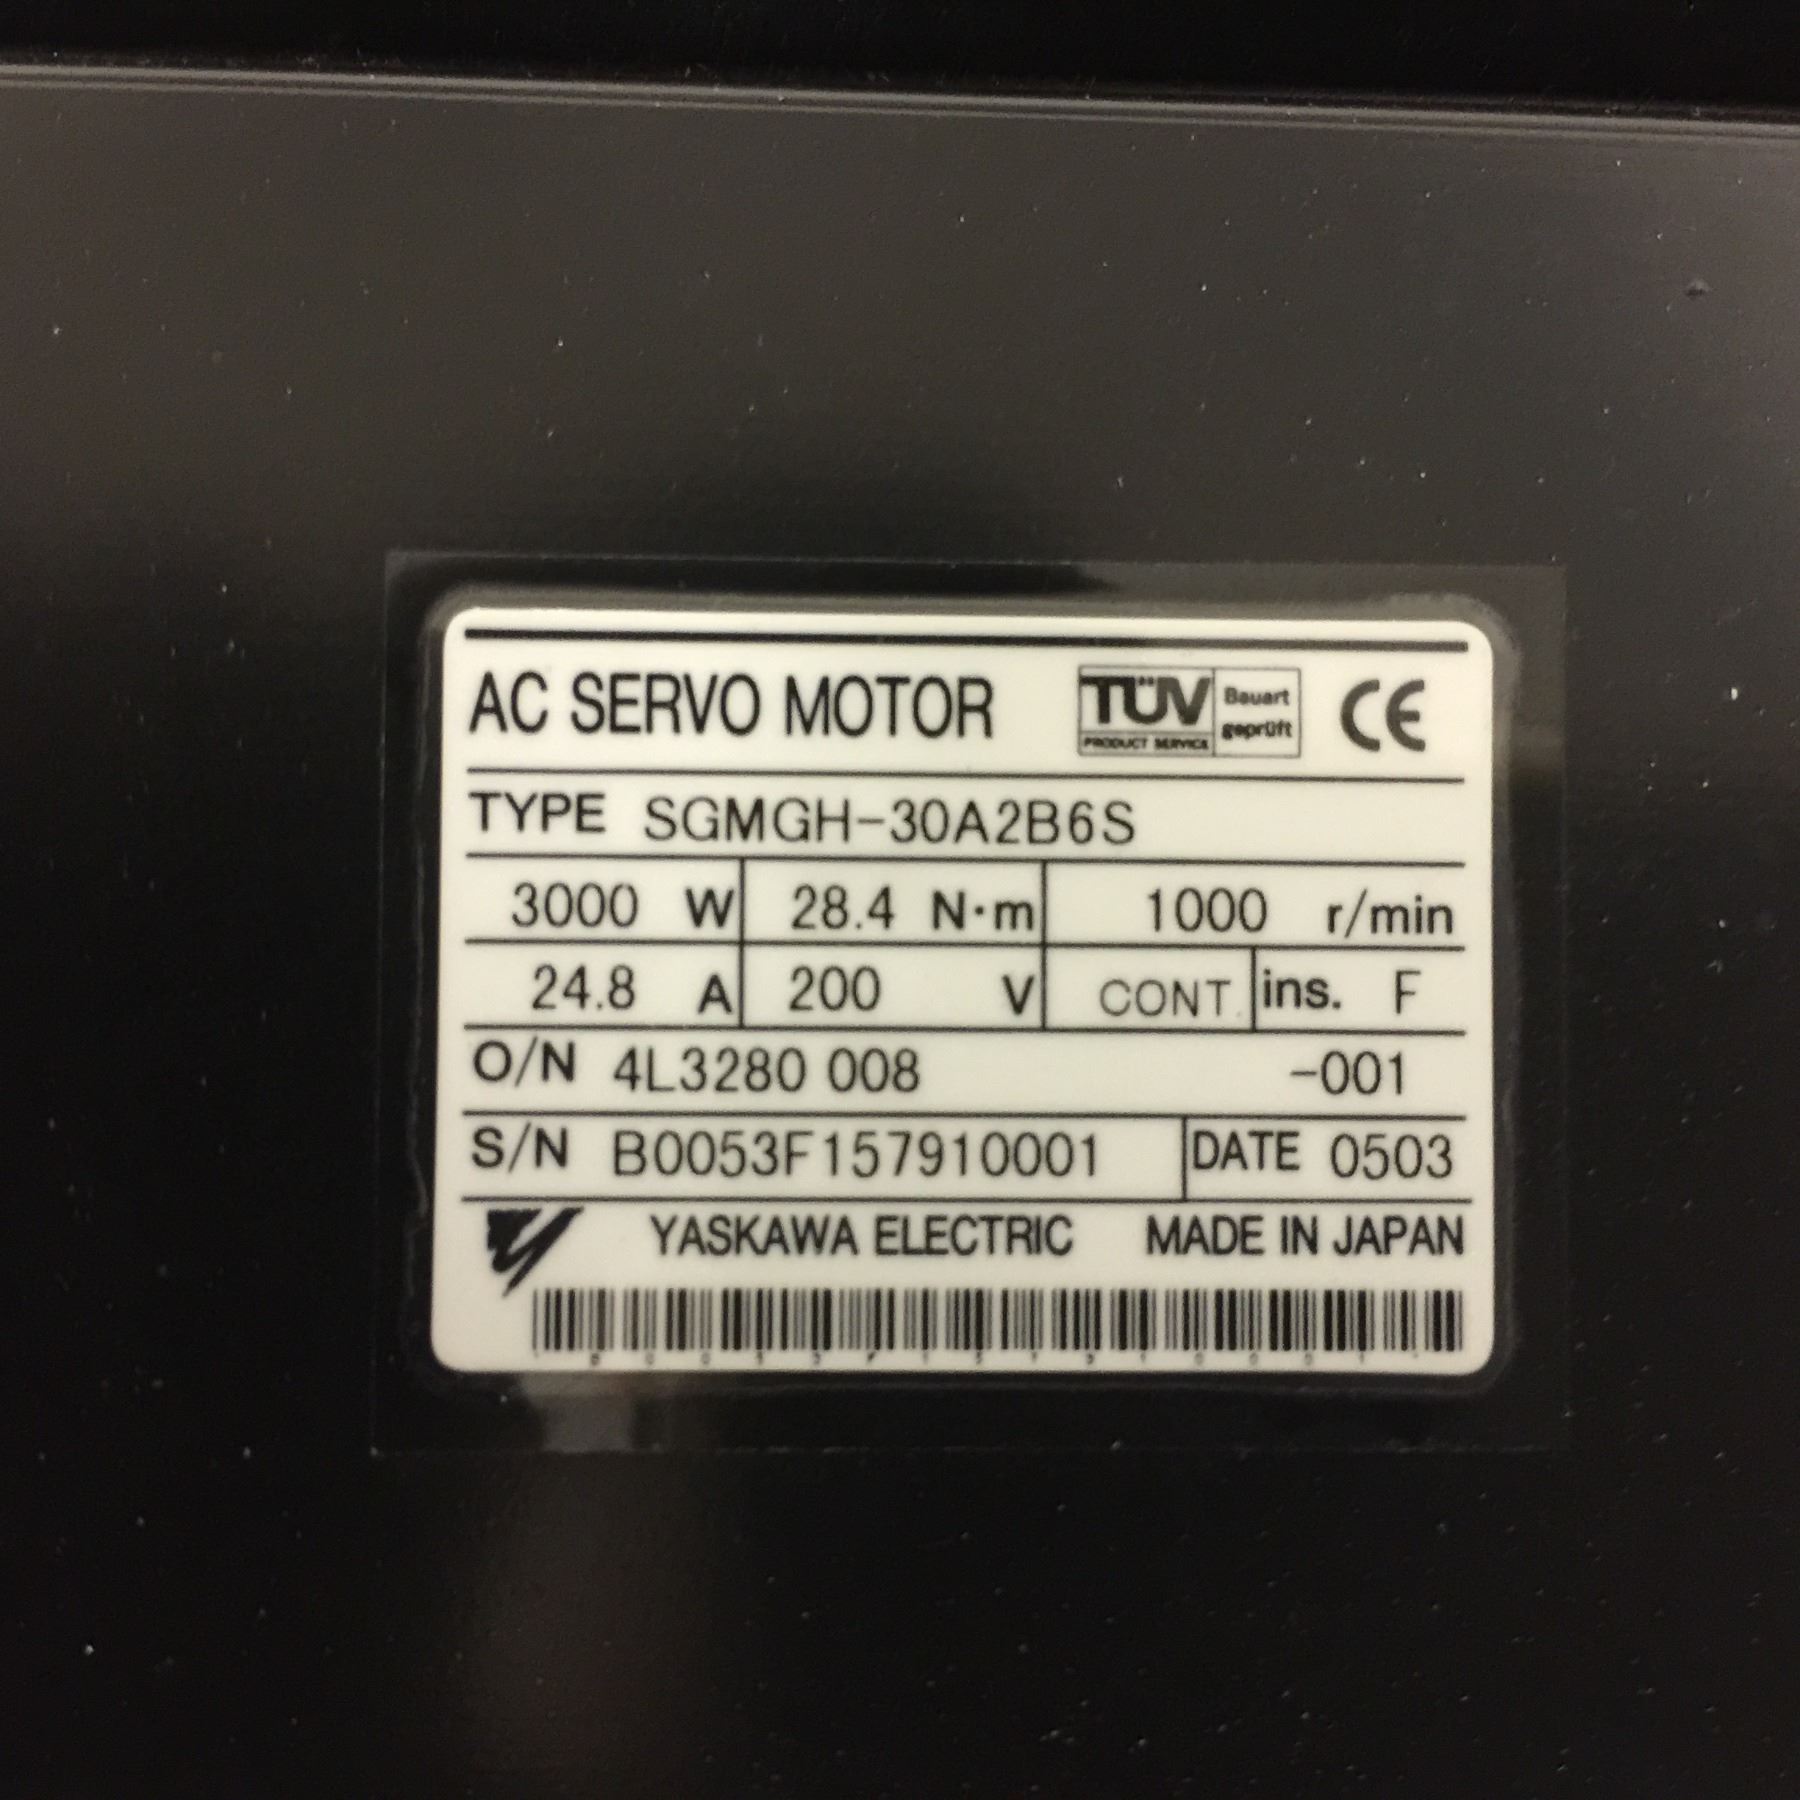 AC SERVO MOTOR TÜV PRODUCT SERVICE Bauart geprüft CE
TYPE SGMGH-30A2B6S
3000 W 28.4 N·m 1000 r/min
24.8 A 200 V CONT. ins. F
O/N 4L3280 008 -001
S/N B0053F157910001 DATE 0503
YASKAWA ELECTRIC MADE IN JAPAN